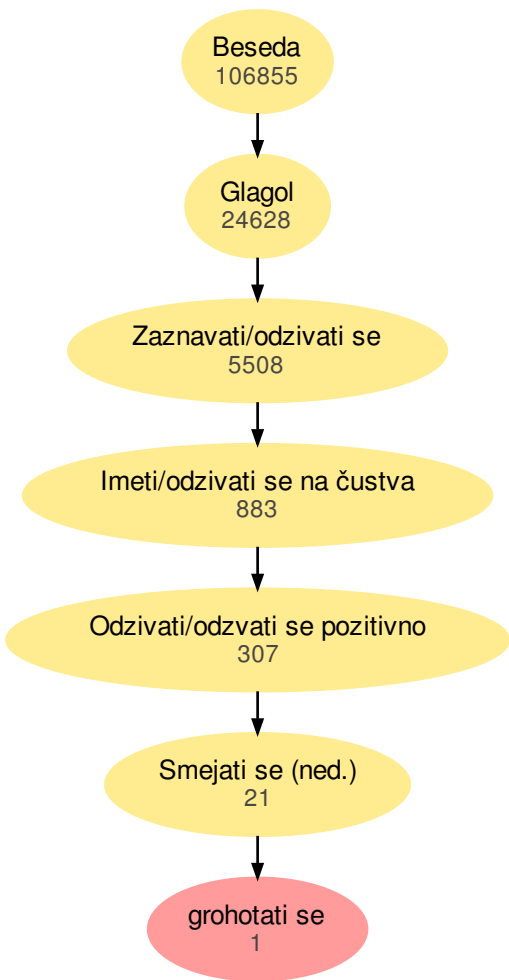 Beseda
106855
Glagol
24628
Zaznavati/odzivati se
5508
Imeti/odzivati se na čustva
883
Odzivati/odzvati se pozitivno
307
Smejati se (ned.)
21
grohotati se
1